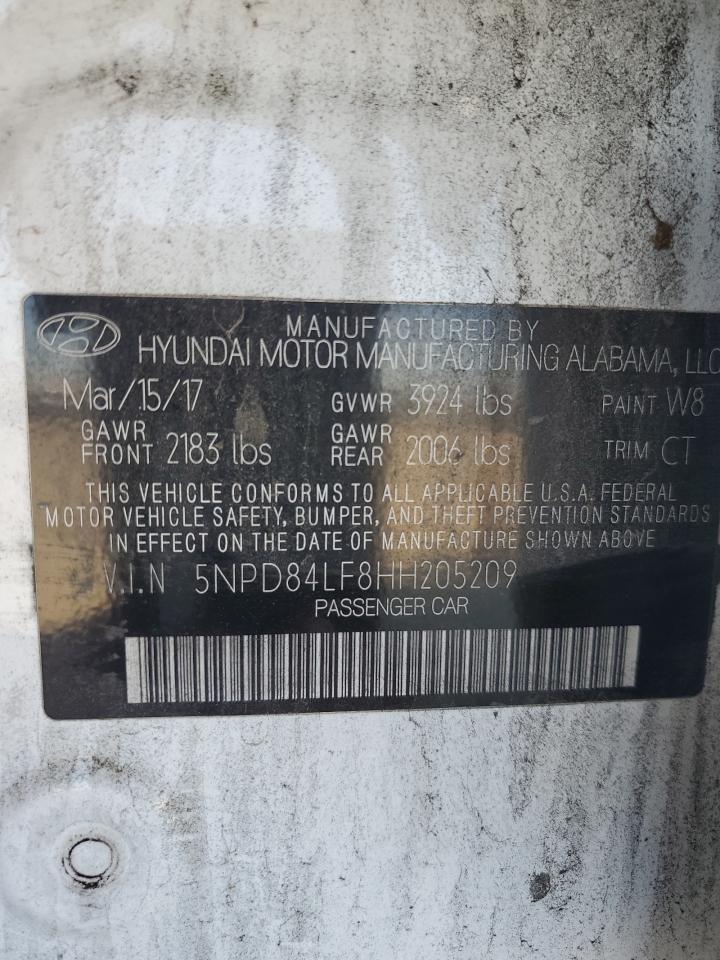 MANUFACTURED BY
HYUNDAI MOTOR MANUFACTURING ALABAMA, LLC
Mar/15/17 GVWR 3924 lbs PAINT W8
GAWR FRONT 2183 lbs GAWR REAR 2006 lbs TRIM CT
THIS VEHICLE CONFORMS TO ALL APPLICABLE U.S.A. FEDERAL
MOTOR VEHICLE SAFETY, BUMPER, AND THEFT PREVENTION STANDARDS
IN EFFECT ON THE DATE OF MANUFACTURE SHOWN ABOVE
V.I.N 5NPD84LF8HH205209
PASSENGER CAR